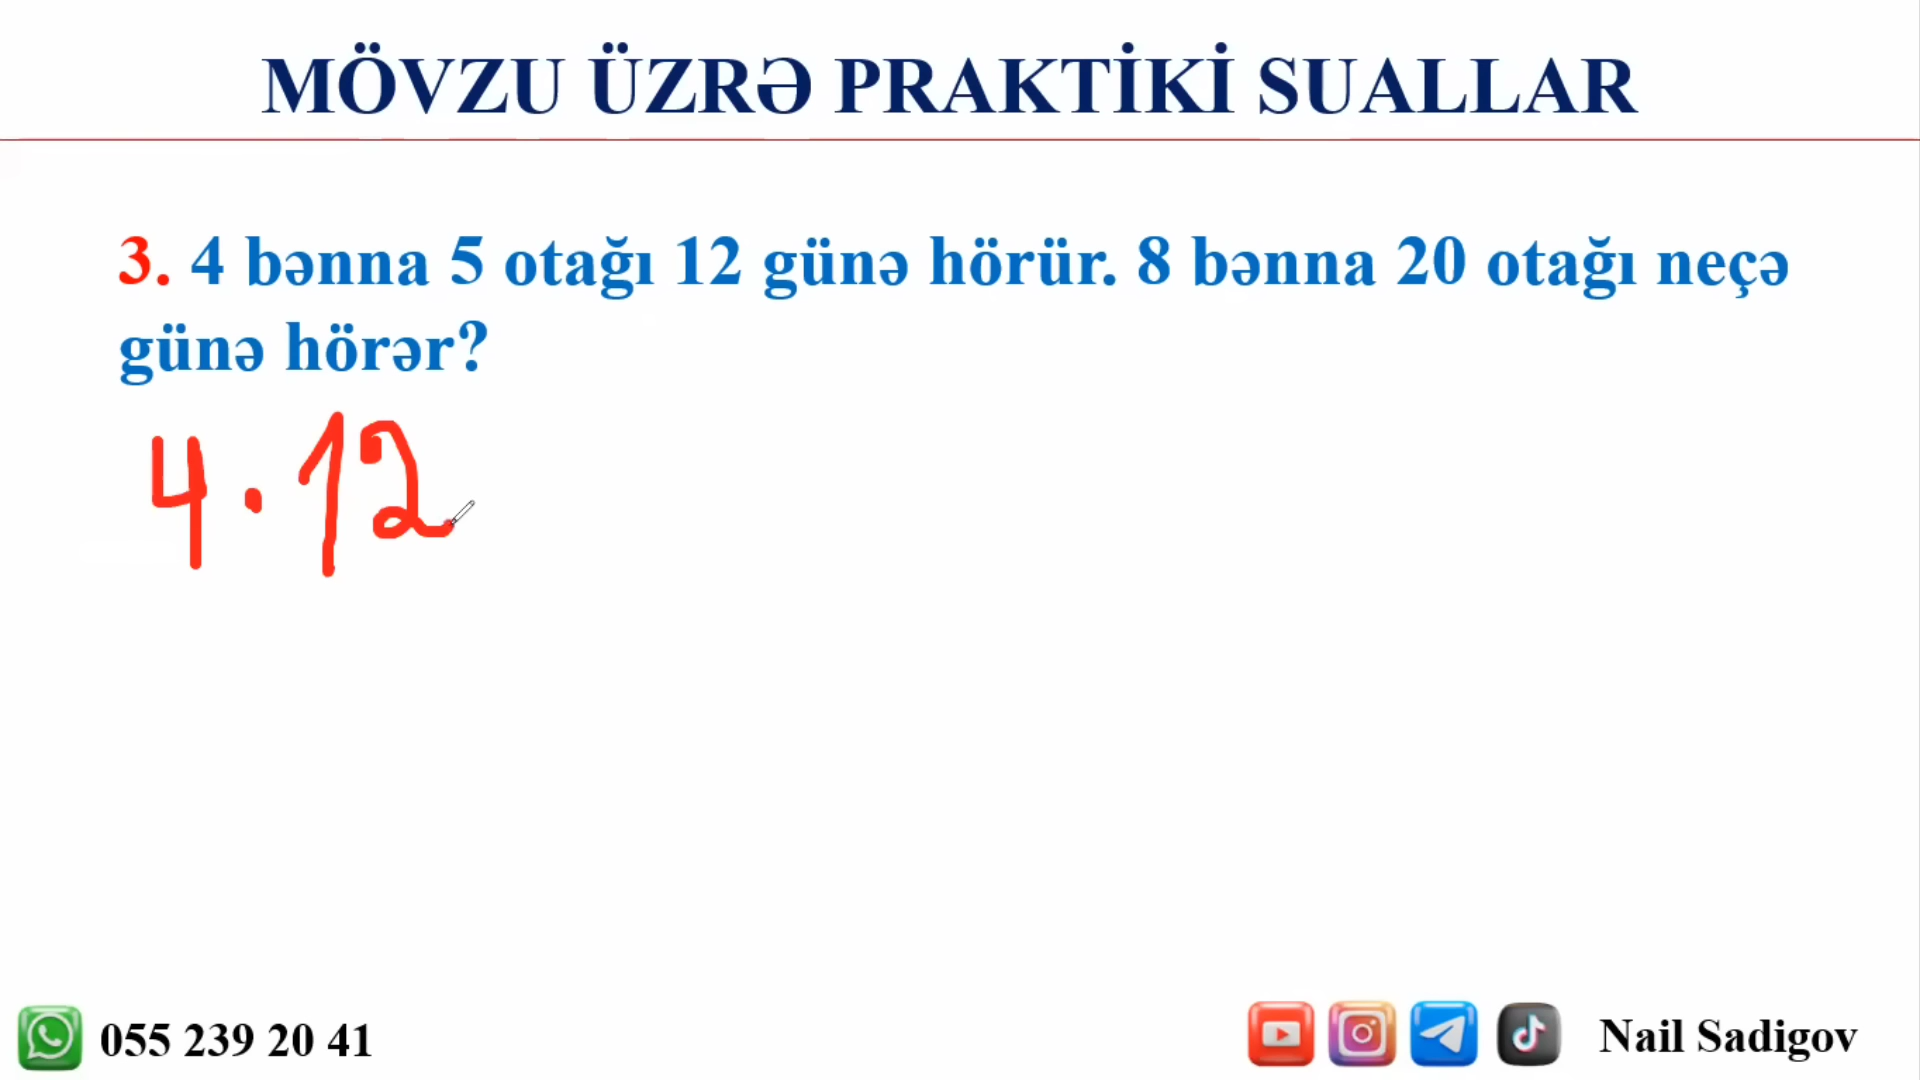 MÖVZU ÜZRƏ PRAKTİKİ SUALLAR
3. 4 bənna 5 otağı 12 günə hörür. 8 bənna 20 otağı neçə
günə hörər?
4 · 12
055 239 20 41
Nail Sadigov